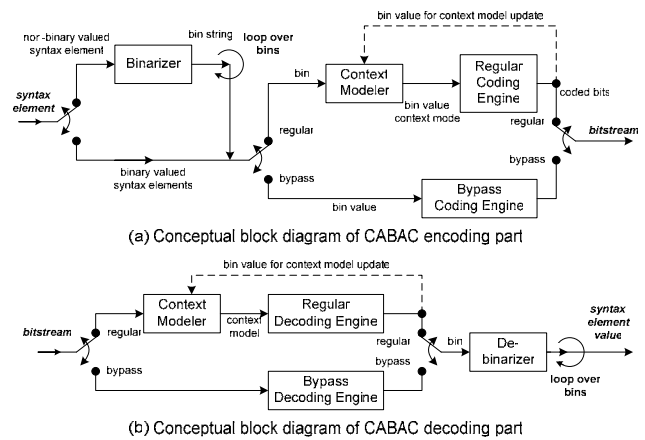 non-binary valued
syntax element
bin string
loop over
bins
Binarizer
syntax
element
binary valued
syntax elements
bin value for context model update
bin
Context
Modeler
bin value
context mode
Regular
Coding
Engine
coded bits
regular
regular
bypass
bypass
bitstream
bin value
Bypass
Coding Engine
(a) Conceptual block diagram of CABAC encoding part
bin value for context model update
bitstream
regular
Context
Modeler
context
model
Regular
Decoding Engine
regular
bypass
bypass
Bypass
Decoding Engine
bin
De-
binarizer
syntax
element
value
loop over
bins
(b) Conceptual block diagram of CABAC decoding part